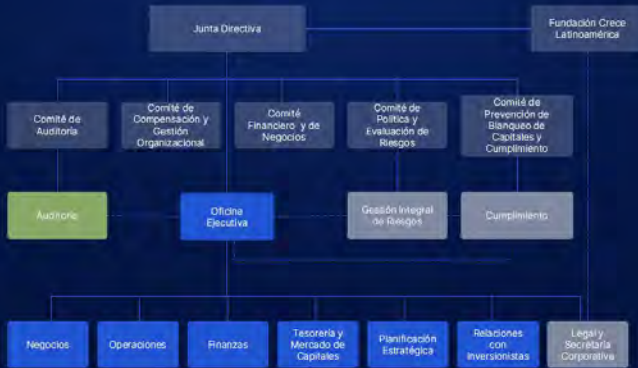 Junta Directiva
Fundación Crece
Latinoamérica
Comité de
Auditoría
Comité de
Compensación y
Gestión
Organizacional
Comité
Financiero y de
Negocios
Comité de
Política y
Evaluación de
Riesgos
Comité de
Prevención de
Blanqueo de
Capitales y
Cumplimiento
Auditoría
Oficina
Ejecutiva
Gestión Integral
de Riesgos
Cumplimiento
Negocios
Operaciones
Finanzas
Tesorería y
Mercado de
Capitales
Planificación
Estratégica
Relaciones
con
Inversionistas
Legal y
Secretaría
Corporativa